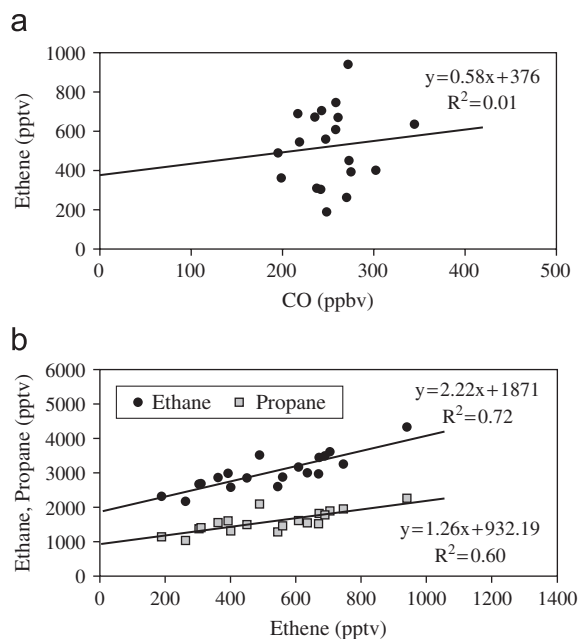 a
1000
800
600
400
200
0
Ethene (pptv)
y=0.58x+376
R²=0.01
0 100 200 300 400 500
CO (ppbv)
b
6000
5000
4000
3000
2000
1000
0
Ethane, Propane (pptv)
Ethane Propane
y=2.22x+1871
R²=0.72
y=1.26x+932.19
R²=0.60
0 200 400 600 800 1000 1200 1400
Ethene (pptv)